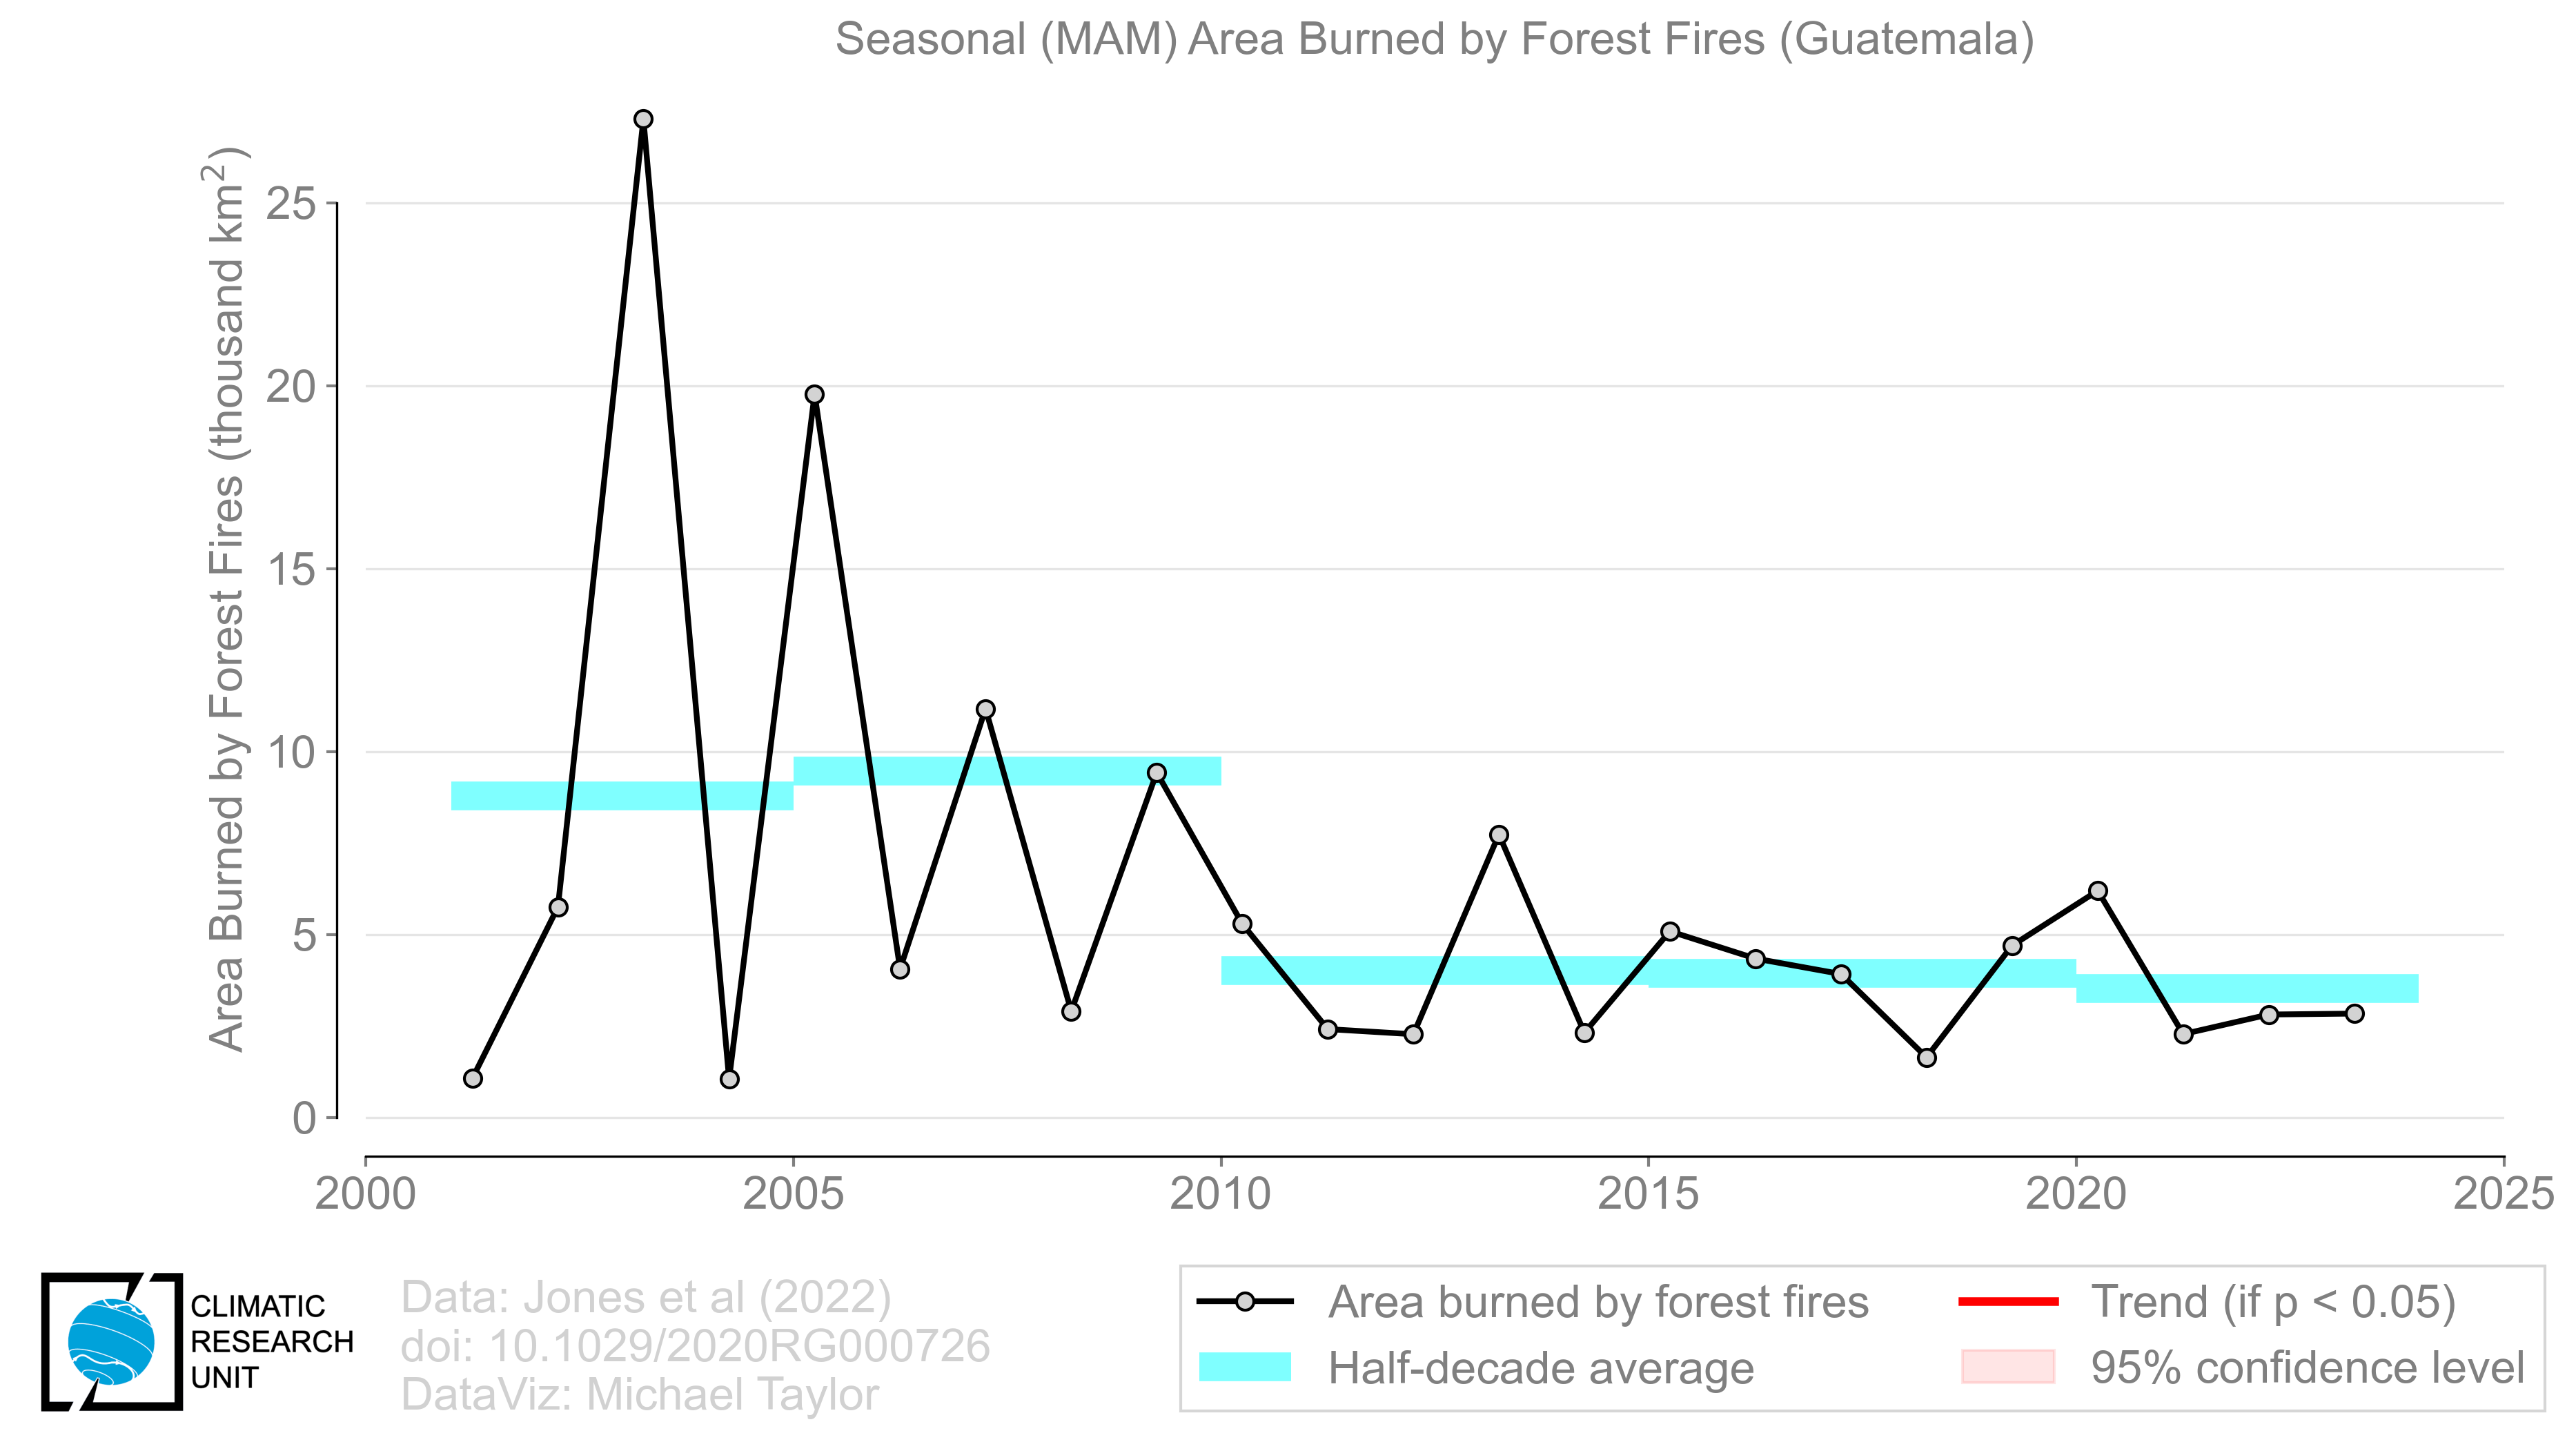 Seasonal (MAM) Area Burned by Forest Fires (Guatemala)
Area Burned by Forest Fires (thousand km²)
25
20
15
10
5
0
2000 2005 2010 2015 2020 2025
CLIMATIC
RESEARCH
UNIT
Data: Jones et al (2022)
doi: 10.1029/2020RG000726
DataViz: Michael Taylor
Area burned by forest fires
Half-decade average
Trend (if p < 0.05)
95% confidence level